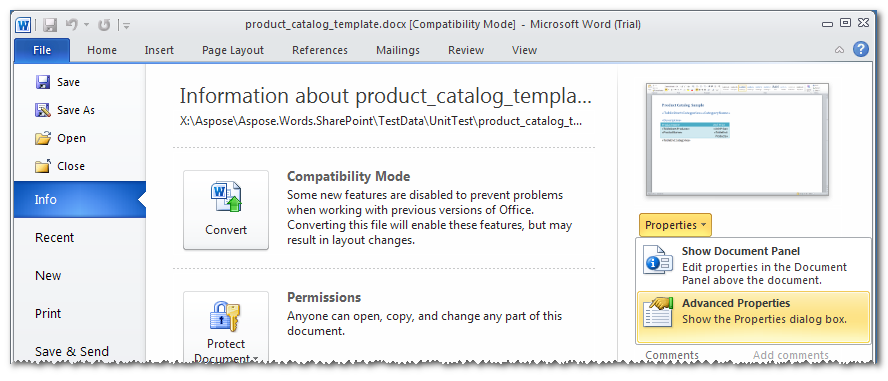 product_catalog_template.docx [Compatibility Mode] - Microsoft Word (Trial)
File Home Insert Page Layout References Mailings Review View
Save
Save As
Open
Close
Info
Recent
New
Print
Save & Send
Information about product_catalog_templa...
X:\Aspose\Aspose.Words.SharePoint\TestData\UnitTest\product_catalog_t...
Convert
Compatibility Mode
Some new features are disabled to prevent problems
when working with previous versions of Office.
Converting this file will enable these features, but may
result in layout changes.
Protect
Document
Permissions
Anyone can open, copy, and change any part of this
document.
Product Catalog Sample
Properties
Show Document Panel
Edit properties in the Document
Panel above the document.
Advanced Properties
Show the Properties dialog box.
Comments Add comments